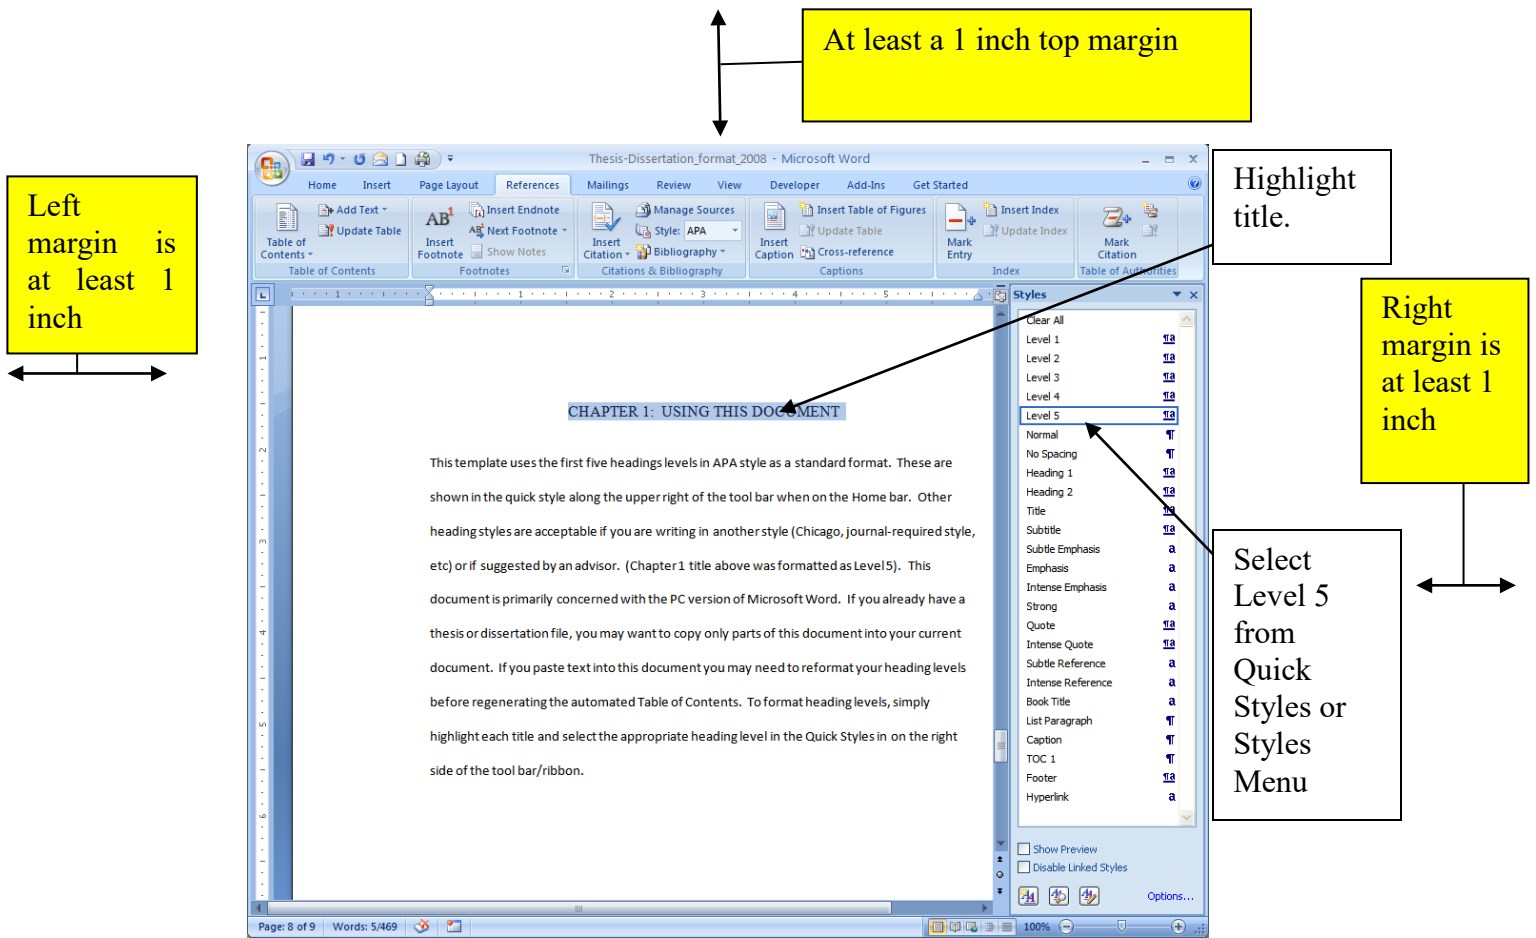 At least a 1 inch top margin
Left
margin is
at least 1
inch
Highlight
title.
Right
margin is
at least 1
inch
Select
Level 5
from
Quick
Styles or
Styles
Menu
Thesis-Dissertation_format_2008 - Microsoft Word
Home Insert Page Layout References Mailings Review View Developer Add-Ins Get Started
Table of Contents
Add Text
Update Table
Table of Contents
AB1
Insert Footnote
Insert Endnote
Next Footnote
Show Notes
Footnotes
Insert Citation
Manage Sources
Style: APA
Bibliography
Citations & Bibliography
Insert Caption
Insert Table of Figures
Update Table
Cross-reference
Captions
Mark Entry
Insert Index
Update Index
Index
Mark Citation
Table of Authorities
1 1 2 3 4 5
1
2
3
4
5
6
CHAPTER 1: USING THIS DOCUMENT
This template uses the first five headings levels in APA style as a standard format. These are
shown in the quick style along the upper right of the tool bar when on the Home bar. Other
heading styles are acceptable if you are writing in another style (Chicago, journal-required style,
etc) or if suggested by an advisor. (Chapter 1 title above was formatted as Level 5). This
document is primarily concerned with the PC version of Microsoft Word. If you already have a
thesis or dissertation file, you may want to copy only parts of this document into your current
document. If you paste text into this document you may need to reformat your heading levels
before regenerating the automated Table of Contents. To format heading levels, simply
highlight each title and select the appropriate heading level in the Quick Styles in on the right
side of the tool bar/ribbon.
Styles
Clear All
Level 1 ¶a
Level 2 ¶a
Level 3 ¶a
Level 4 ¶a
Level 5 ¶a
Normal ¶
No Spacing ¶
Heading 1 ¶a
Heading 2 ¶a
Title ¶a
Subtitle ¶a
Subtle Emphasis a
Emphasis a
Intense Emphasis a
Strong a
Quote ¶a
Intense Quote ¶a
Subtle Reference a
Intense Reference a
Book Title a
List Paragraph ¶
Caption ¶
TOC 1 ¶
Footer ¶a
Hyperlink a
Show Preview
Disable Linked Styles
Options...
Page: 8 of 9 Words: 5/469
100%